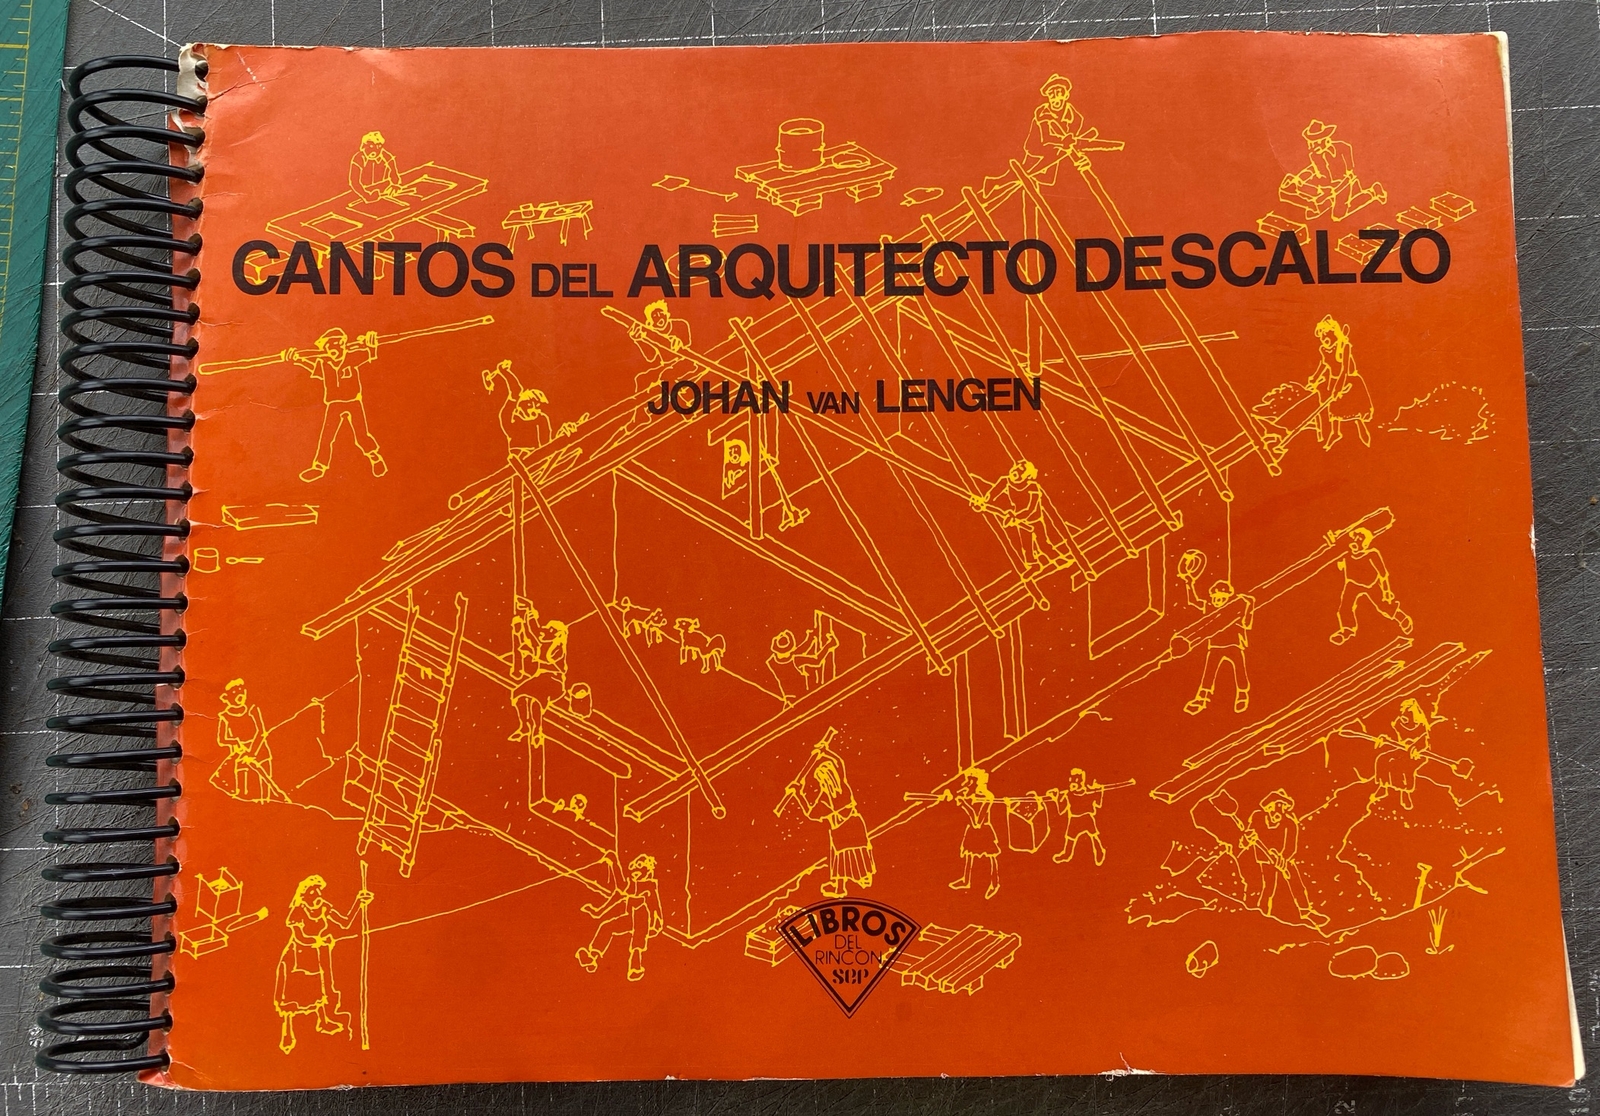 CANTOS DEL ARQUITECTO DESCALZO
JOHAN VAN LENGEN
LIBROS
DEL
RINCON
SEP